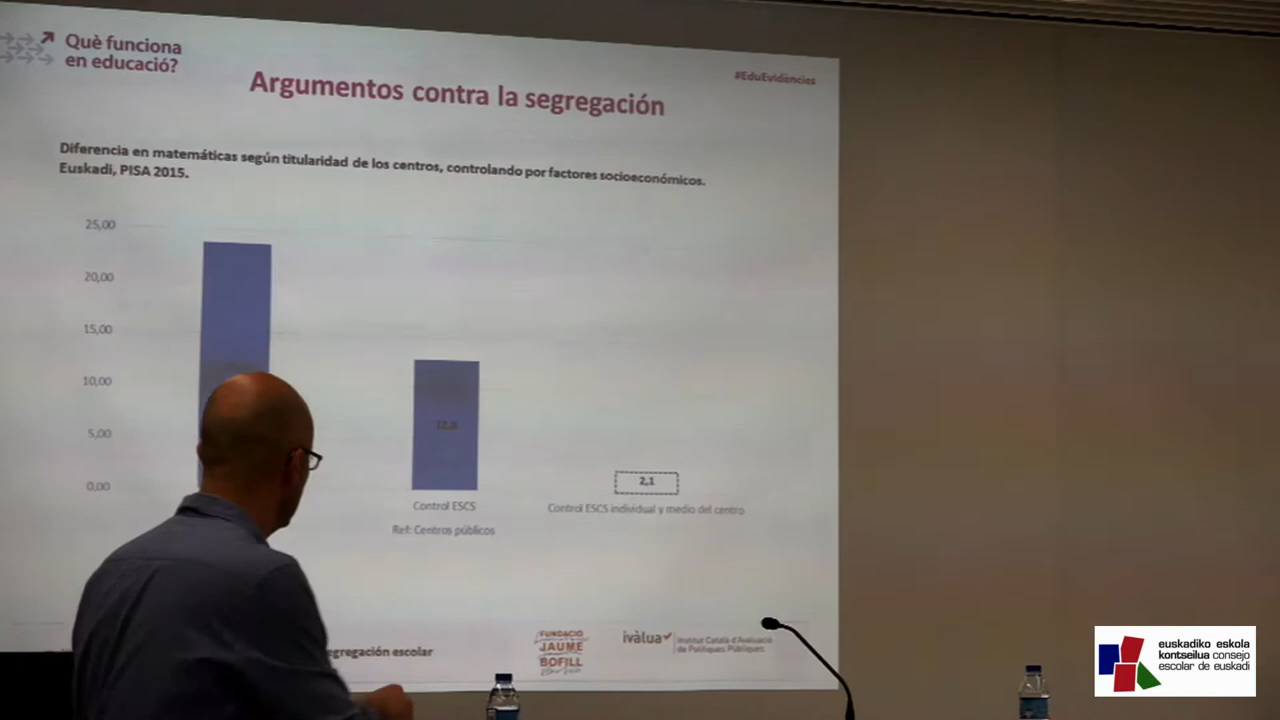 Què funciona
en educació?
#EduEvidències
Argumentos contra la segregación
Diferencia en matemáticas según titularidad de los centros, controlando por factores socioeconómicos.
Euskadi, PISA 2015.
25,00
20,00
15,00
10,00
5,00
0,00
2,1
Control ESCS
Control ESCS individual y medio del centro
Ref: Centros públicos
egregación escolar
FUNDACIÓ
JAUME
BOFILL
ivàlua
Institut Català d'Avaluació
de Polítiques Públiques
euskadiko eskola
kontseilua consejo
escolar de euskadi